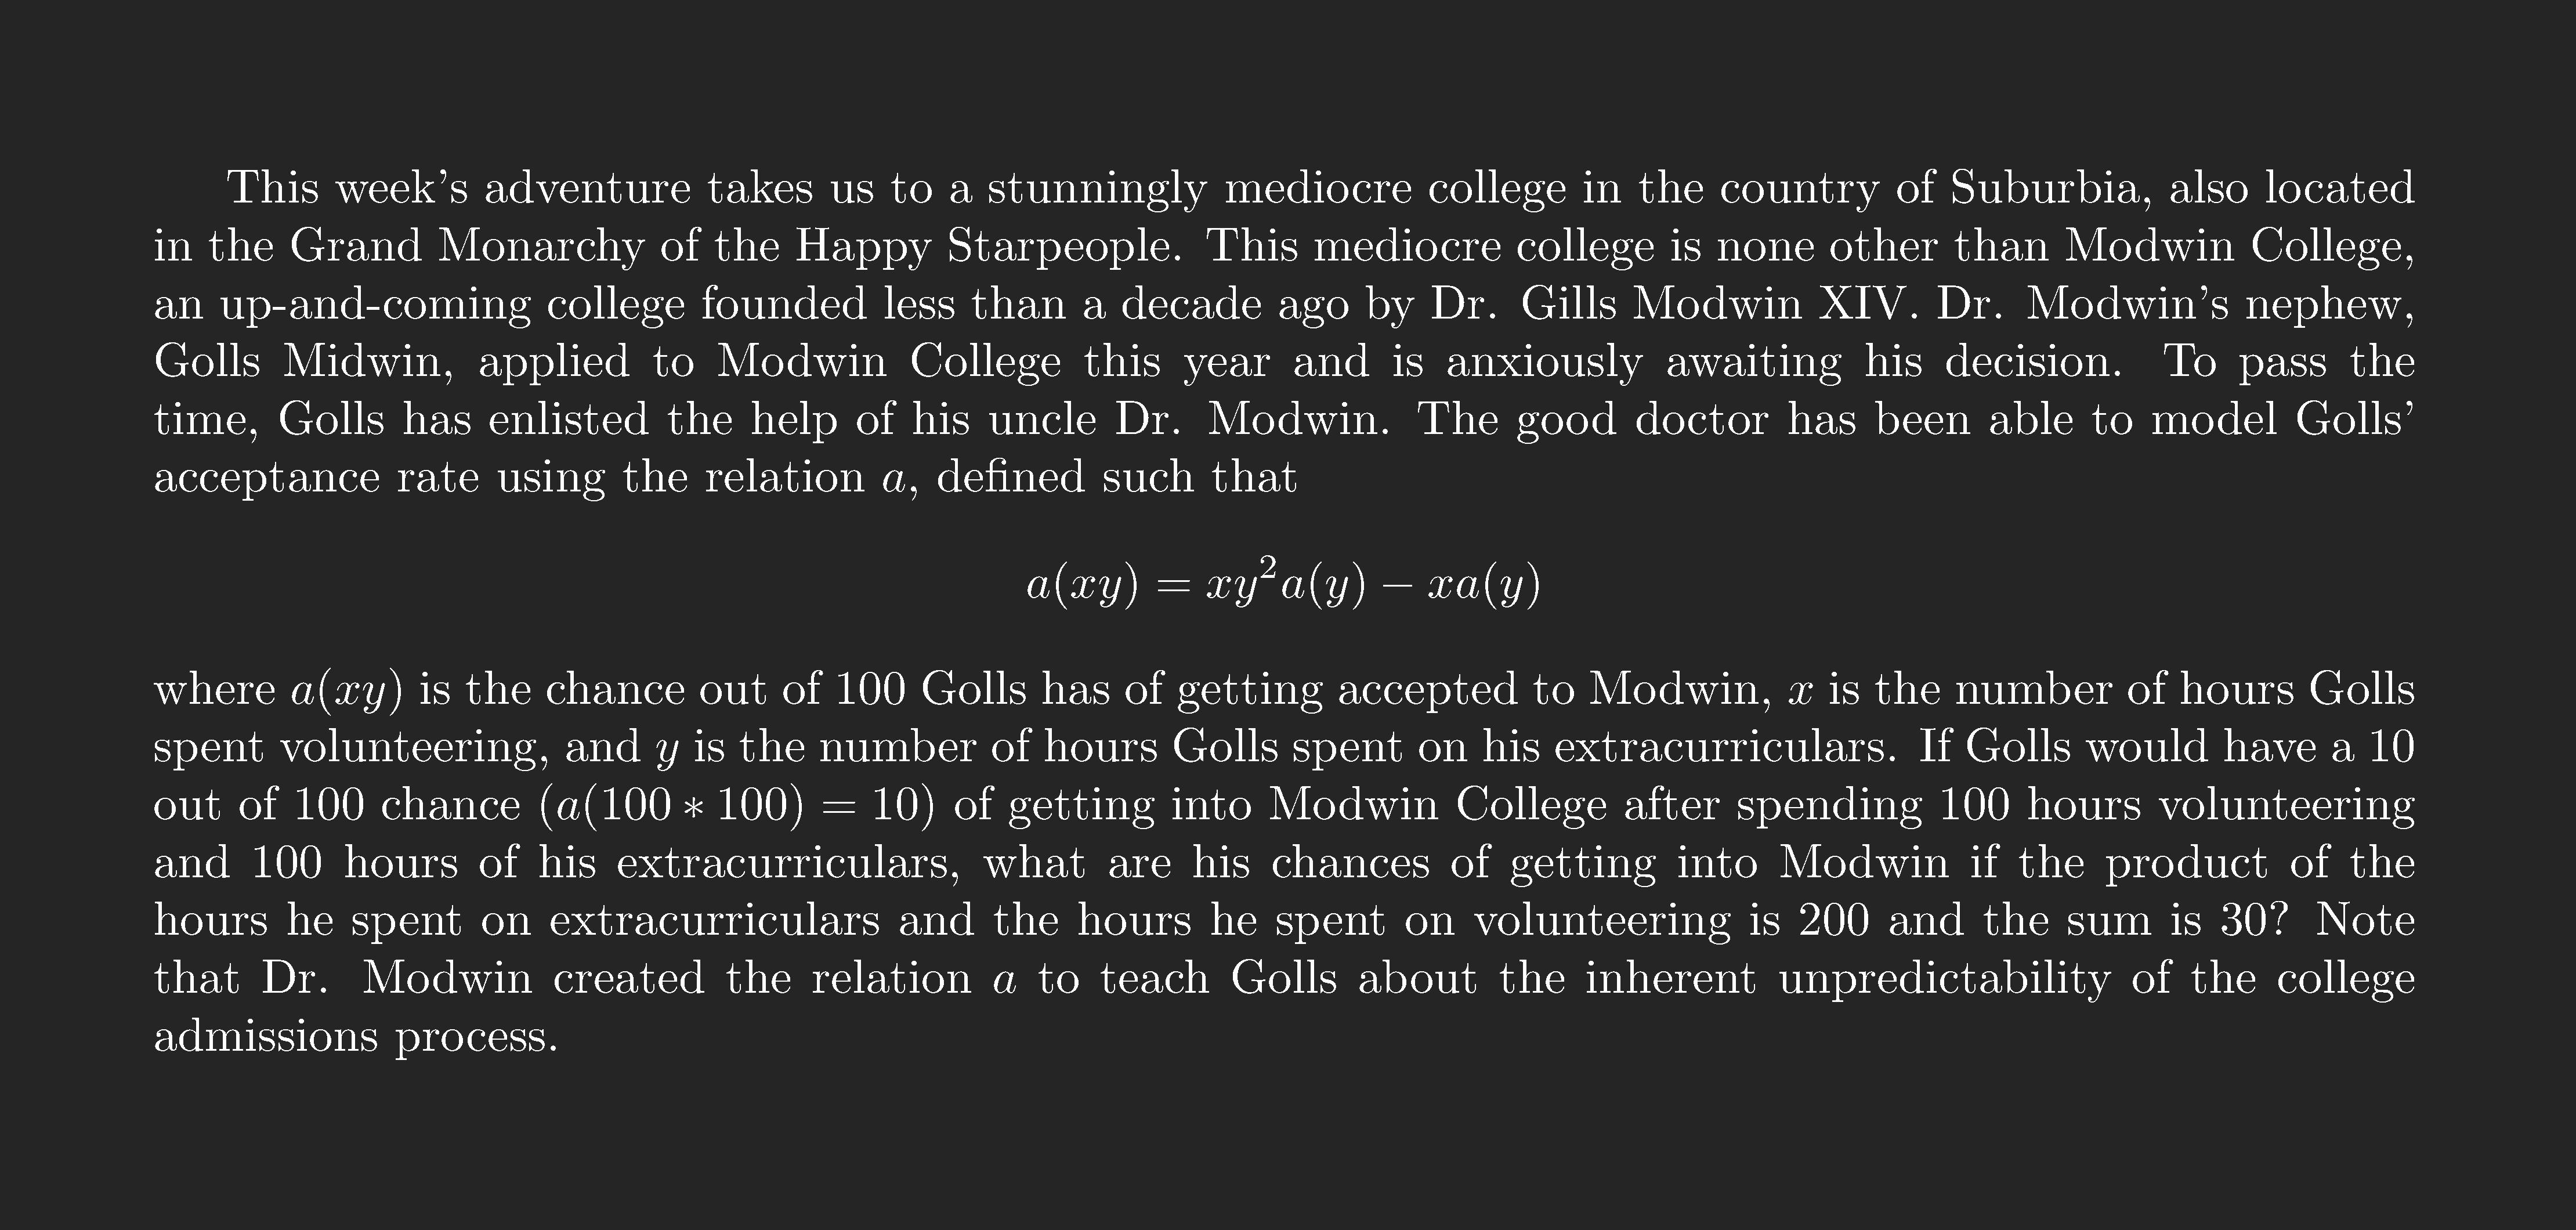 This week's adventure takes us to a stunningly mediocre college in the country of Suburbia, also located
in the Grand Monarchy of the Happy Starpeople. This mediocre college is none other than Modwin College,
an up-and-coming college founded less than a decade ago by Dr. Gills Modwin XIV. Dr. Modwin's nephew,
Golls Midwin, applied to Modwin College this year and is anxiously awaiting his decision. To pass the
time, Golls has enlisted the help of his uncle Dr. Modwin. The good doctor has been able to model Golls'
acceptance rate using the relation a, defined such that
a(xy) = xy²a(y) − xa(y)
where a(xy) is the chance out of 100 Golls has of getting accepted to Modwin, x is the number of hours Golls
spent volunteering, and y is the number of hours Golls spent on his extracurriculars. If Golls would have a 10
out of 100 chance (a(100 ∗ 100) = 10) of getting into Modwin College after spending 100 hours volunteering
and 100 hours of his extracurriculars, what are his chances of getting into Modwin if the product of the
hours he spent on extracurriculars and the hours he spent on volunteering is 200 and the sum is 30? Note
that Dr. Modwin created the relation a to teach Golls about the inherent unpredictability of the college
admissions process.